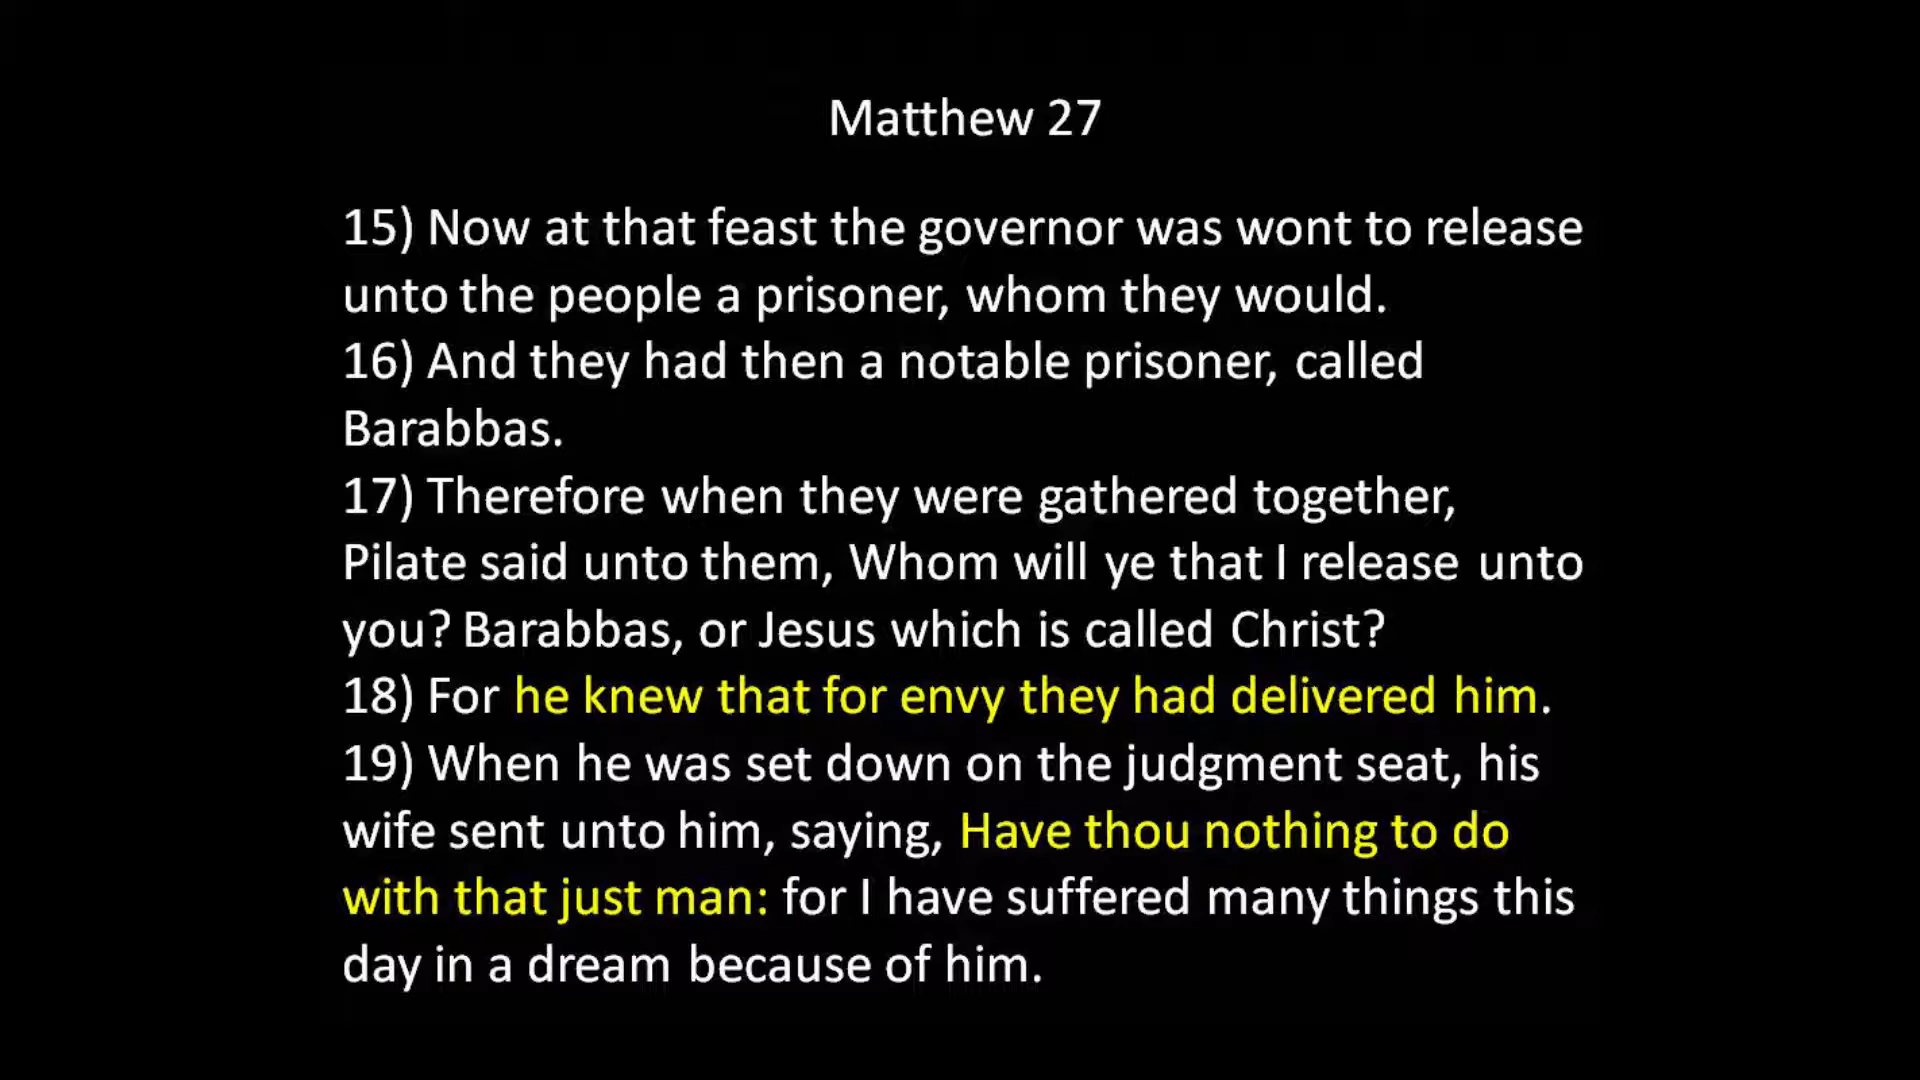 Matthew 27
15) Now at that feast the governor was wont to release
unto the people a prisoner, whom they would.
16) And they had then a notable prisoner, called
Barabbas.
17) Therefore when they were gathered together,
Pilate said unto them, Whom will ye that I release unto
you? Barabbas, or Jesus which is called Christ?
18) For he knew that for envy they had delivered him.
19) When he was set down on the judgment seat, his
wife sent unto him, saying, Have thou nothing to do
with that just man: for I have suffered many things this
day in a dream because of him.